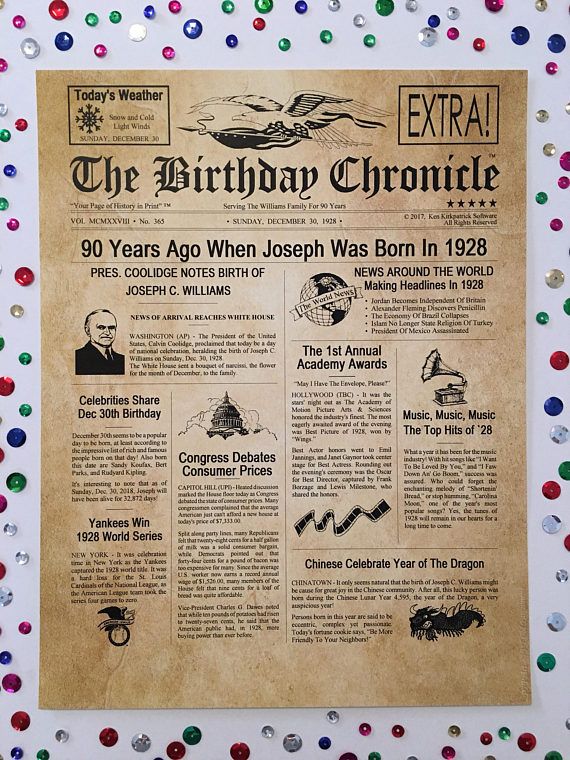 Today's Weather
Snow and Cold
Light Winds
SUNDAY, DECEMBER 30
EXTRA!
The Birthday Chronicle™
"Your Page of History in Print" ™
Serving The Williams Family For 90 Years
★★★★★
VOL MCMXXVIII • No. 365
• SUNDAY, DECEMBER 30, 1928 •
© 2017, Ken Kirkpatrick Software
All Rights Reserved
90 Years Ago When Joseph Was Born In 1928
PRES. COOLIDGE NOTES BIRTH OF
JOSEPH C. WILLIAMS
NEWS OF ARRIVAL REACHES WHITE HOUSE
WASHINGTON (AP) - The President of the United
States, Calvin Coolidge, proclaimed that today be a day
of national celebration, heralding the birth of Joseph C.
Williams on Sunday, Dec. 30, 1928.
The White House sent a bouquet of narcissi, the flower
for the month of December, to the family.
The World News
NEWS AROUND THE WORLD
Making Headlines In 1928
• Jordan Becomes Independent Of Britain
• Alexander Fleming Discovers Penicillin
• The Economy Of Brazil Collapses
• Islam No Longer State Religion Of Turkey
• President Of Mexico Assassinated
Celebrities Share
Dec 30th Birthday
December 30th seems to be a popular
day to be born, at least according to
the impressive list of rich and famous
people born on that day! Also born
this date are Sandy Koufax, Bert
Parks, and Rudyard Kipling.
It's interesting to note that as of
Sunday, Dec. 30, 2018, Joseph will
have been alive for 32,872 days!
Yankees Win
1928 World Series
NEW YORK - It was celebration
time in New York as the Yankees
captured the 1928 world title. It was
a hard loss for the St. Louis
Cardinals of the National League, as
the American League team took the
series four games to zero.
Congress Debates
Consumer Prices
CAPITOL HILL (UPI) - Heated discussion
marked the House floor today as Congress
debated the state of consumer prices. Many
congressmen complained that the average
American just can't afford a new house at
today's price of $7,333.00.
Split along party lines, many Republicans
felt that twenty-eight cents for a half gallon
of milk was a solid consumer bargain,
while Democrats pointed out that
forty-four cents for a pound of bacon was
too expensive for many. Since the average
U.S. worker now earns a record annual
wage of $1,526.00, many members of the
House felt that nine cents for a loaf of
bread was quite affordable.
Vice-President Charles G. Dawes noted
that while ten pounds of potatoes had risen
to twenty-seven cents, he said that the
American public had, in 1928, more
buying power than ever before.
The 1st Annual
Academy Awards
"May I Have The Envelope, Please?"
HOLLYWOOD (TBC) - It was the
stars' night out as The Academy of
Motion Picture Arts & Sciences
honored the industry's finest. The most
eagerly awaited award of the evening
was Best Picture of 1928, won by
"Wings."
Best Actor honors went to Emil
Jannings, and Janet Gaynor took center
stage for Best Actress. Rounding out
the evening's ceremony was the Oscar
for Best Director, captured by Frank
Borzage and Lewis Milestone, who
shared the honors.
Music, Music, Music
The Top Hits of `28
What a year it has been for the music
industry! With hit songs like "I Want
To Be Loved By You," and "I Faw
Down An' Go Boom," success was
assured. Who could forget the
enchanting melody of "Shortenin'
Bread," or stop humming, "Carolina
Moon," one of the year's most
popular songs? Yes, the tunes of
1928 will remain in our hearts for a
long time to come.
Chinese Celebrate Year of The Dragon
CHINATOWN - It only seems natural that the birth of Joseph C. Williams might
be cause for great joy in the Chinese community. After all, this lucky person was
born during the Chinese Lunar Year 4,595, the year of the Dragon, a very
auspicious year!
Persons born in this year are said to be
eccentric, complex yet passionate
Today's fortune cookie says, "Be More
Friendly To Your Neighbors!"